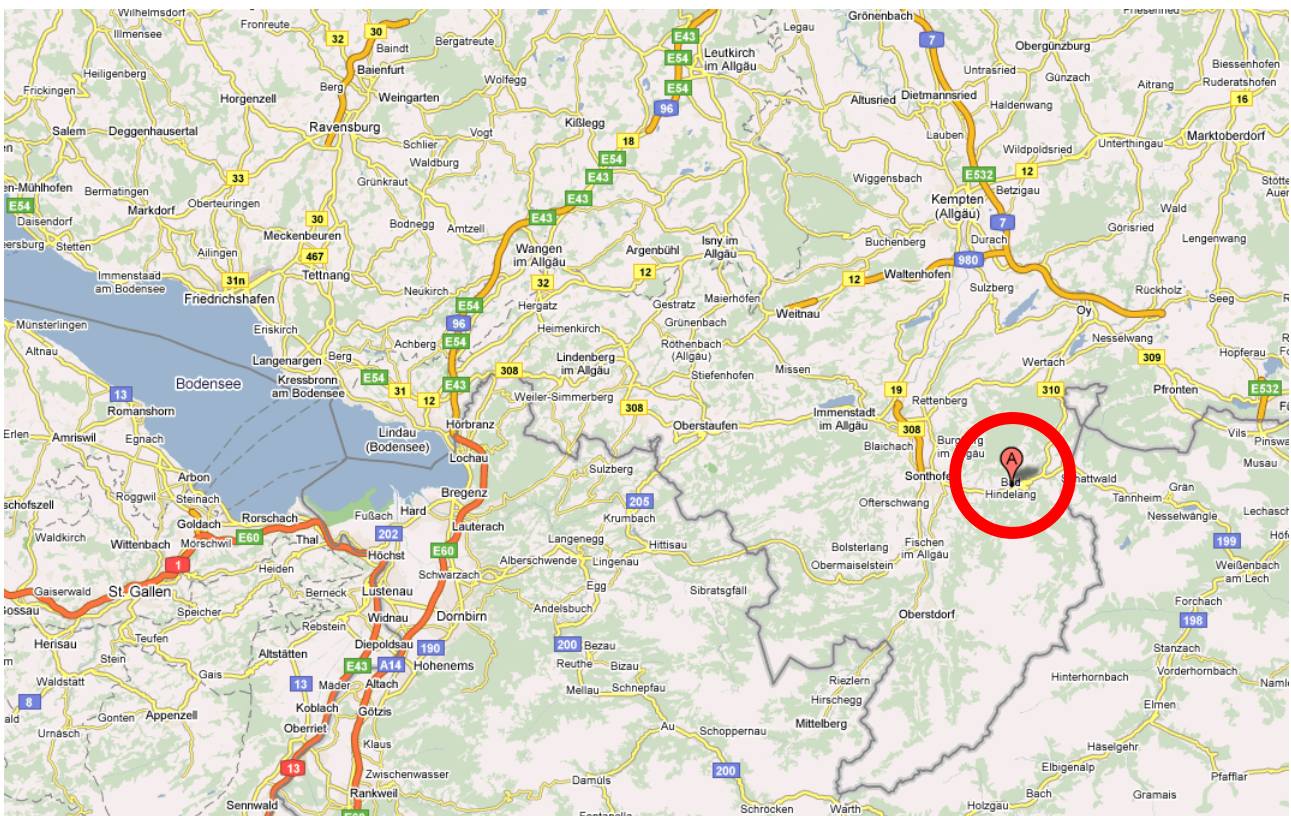 Wilhelmsdorf
Illmensee
Fronreute
32
30
Baindt
Baienfurt
Bergatreute
E43
E54
E54
96
Leutkirch
im Allgäu
Legau
Grönenbach
7
Obergünzburg
Untrasried
Günzach
Biessenhofen
Ruderatshofen
Aitrang
16
Heiligenberg
Frickingen
Horgenzell
Berg
Weingarten
Wolfegg
Kißlegg
18
Altusried
Dietmannsried
Haldenwang
Salem
Deggenhausertal
Ravensburg
Vogt
Schlier
Waldburg
E54
E43
Lauben
Wildpoldsried
Unterthingau
Marktoberdorf
33
Grünkraut
E43
Wiggensbach
E532
12
Betzigau
E54
Bermatingen
Oberteuringen
Markdorf
Daisendorf
Stetten
30
Meckenbeuren
Bodnegg
Amtzell
E43
Kempten
(Allgäu)
7
Durach
Wald
Görisried
Lengenwang
Ailingen
467
Tettnang
Wangen
im Allgäu
Argenbühl
Isny im
Allgäu
Buchenberg
980
Immenstaad
am Bodensee
31n
Friedrichshafen
Neukirch
32
12
12
Waltenhofen
Sulzberg
Rückholz
Seeg
E54
Hergatz
Gestratz
Maierhofen
Weitnau
Oy
Münsterlingen
Altnau
Eriskirch
96
Achberg
E54
Heimenkirch
Grünenbach
Röthenbach
(Allgäu)
Nesselwang
Langenargen
Berg
Kressbronn
am Bodensee
E54
31
12
E43
308
Lindenberg
im Allgäu
Stiefenhofen
Missen
Wertach
309
Hopferau
Bodensee
13
Romanshorn
Weiler-Simmerberg
308
19
Rettenberg
310
Pfronten
E532
Erlen
Amriswil
Egnach
Lindau
(Bodensee)
Hörbranz
Oberstaufen
Immenstadt
im Allgäu
308
Blaichach
Vils
Lochau
Arbon
Steinach
Roggwil
Sulzberg
A
Bad
Hindelang
Musau
Bregenz
205
Krumbach
Ofterschwang
Tannheim
Grän
Nesselwängle
Goldach
Rorschach
Fußach
Hard
Lauterach
Waldkirch
Wittenbach
Mörschwil
E60
Thal
202
Höchst
E60
Langenegg
Alberschwende
Lingenau
Hittisau
Bolsterlang
Obermaiselstein
Fischen
im Allgäu
199
Weißenbach
am Lech
1
Heiden
Schwarzach
Egg
Sibratsgfäll
Gaiserwald
St. Gallen
Berneck
Lustenau
Speicher
Widnau
Rebstein
Dornbirn
Andelsbuch
Oberstdorf
Forchach
198
Herisau
Teufen
Stein
Altstätten
Diepoldsau
190
200
Bezau
Stanzach
Gais
E43
A14
Hohenems
Reuthe
Bizau
Vorderhornbach
Hinterhornbach
Waldstatt
8
13
Mäder
Altach
Mellau
Schnepfau
Riezlern
Hirschegg
Elmen
Gonten
Appenzell
Koblach
Götzis
Mittelberg
Urnäsch
Oberriet
Au
Schoppernau
Klaus
Häselgehr
13
Zwischenwasser
200
Elbigenalp
Pfafflar
Damüls
Sennwald
Rankweil
Schröcken
Warth
Holzgau
Bach
Gramais